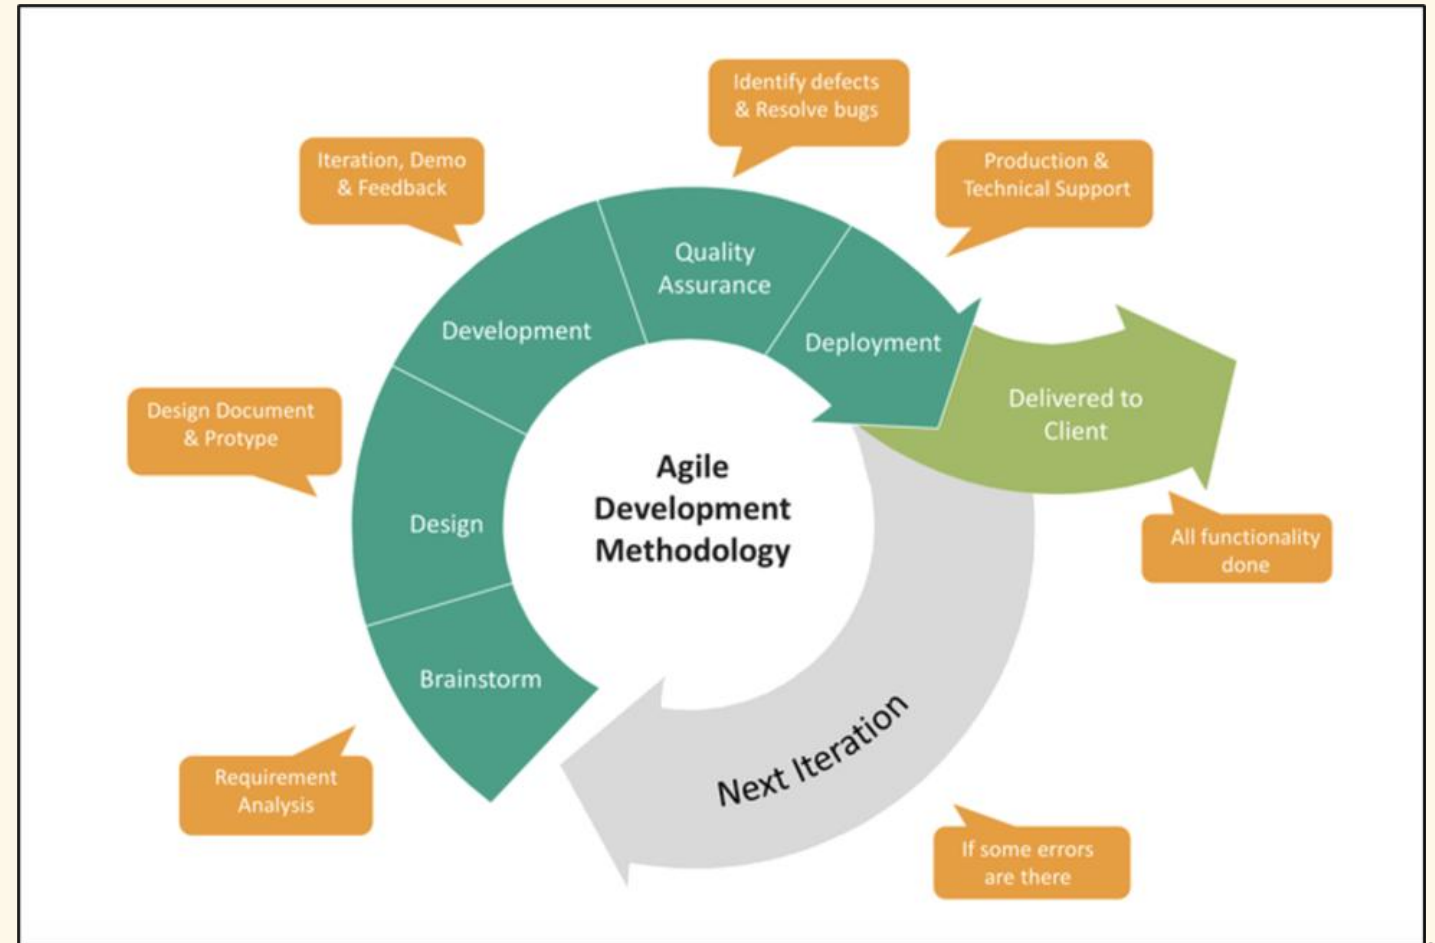 Identify defects
& Resolve bugs
Iteration, Demo
& Feedback
Production &
Technical Support
Quality
Assurance
Development
Deployment
Delivered to
Client
Design Document
& Protype
Agile
Development
Methodology
Design
All functionality
done
Brainstorm
Next Iteration
Requirement
Analysis
If some errors
are there